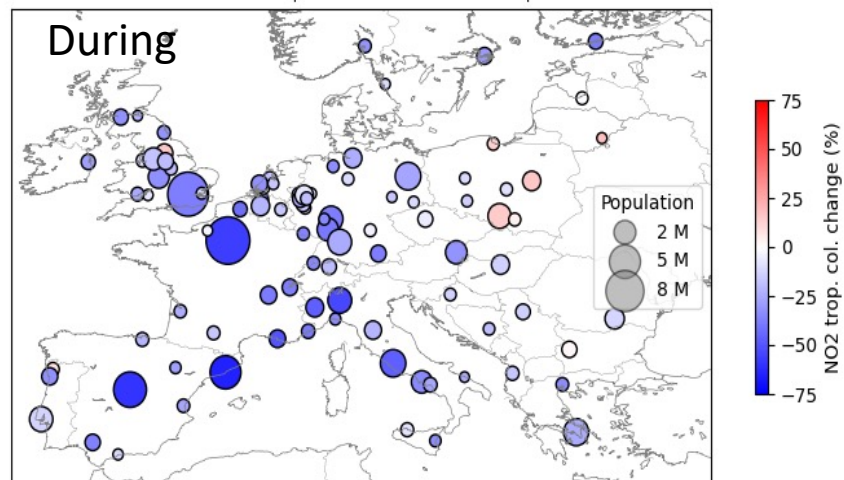 During
Population
2 M
5 M
8 M
75
50
25
0
−25
−50
−75
NO2 trop. col. change (%)